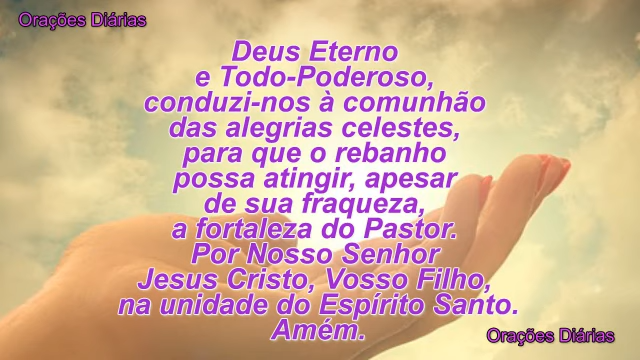 Orações Diárias
Deus Eterno
e Todo-Poderoso,
conduzi-nos à comunhão
das alegrias celestes,
para que o rebanho
possa atingir, apesar
de sua fraqueza,
a fortaleza do Pastor.
Por Nosso Senhor
Jesus Cristo, Vosso Filho,
na unidade do Espírito Santo.
Amém.
Orações Diárias